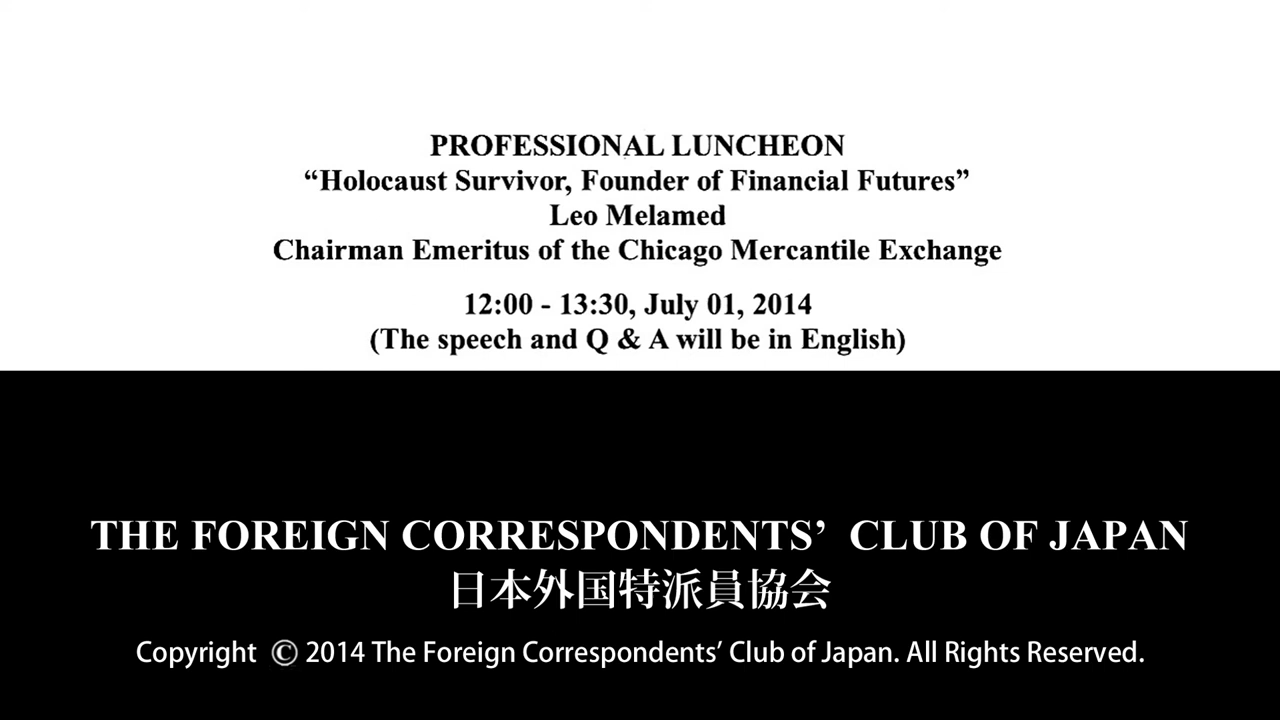 PROFESSIONAL LUNCHEON
“Holocaust Survivor, Founder of Financial Futures”
Leo Melamed
Chairman Emeritus of the Chicago Mercantile Exchange
12:00 - 13:30, July 01, 2014
(The speech and Q & A will be in English)
THE FOREIGN CORRESPONDENTS’ CLUB OF JAPAN
日本外国特派員協会
Copyright © 2014 The Foreign Correspondents’ Club of Japan. All Rights Reserved.